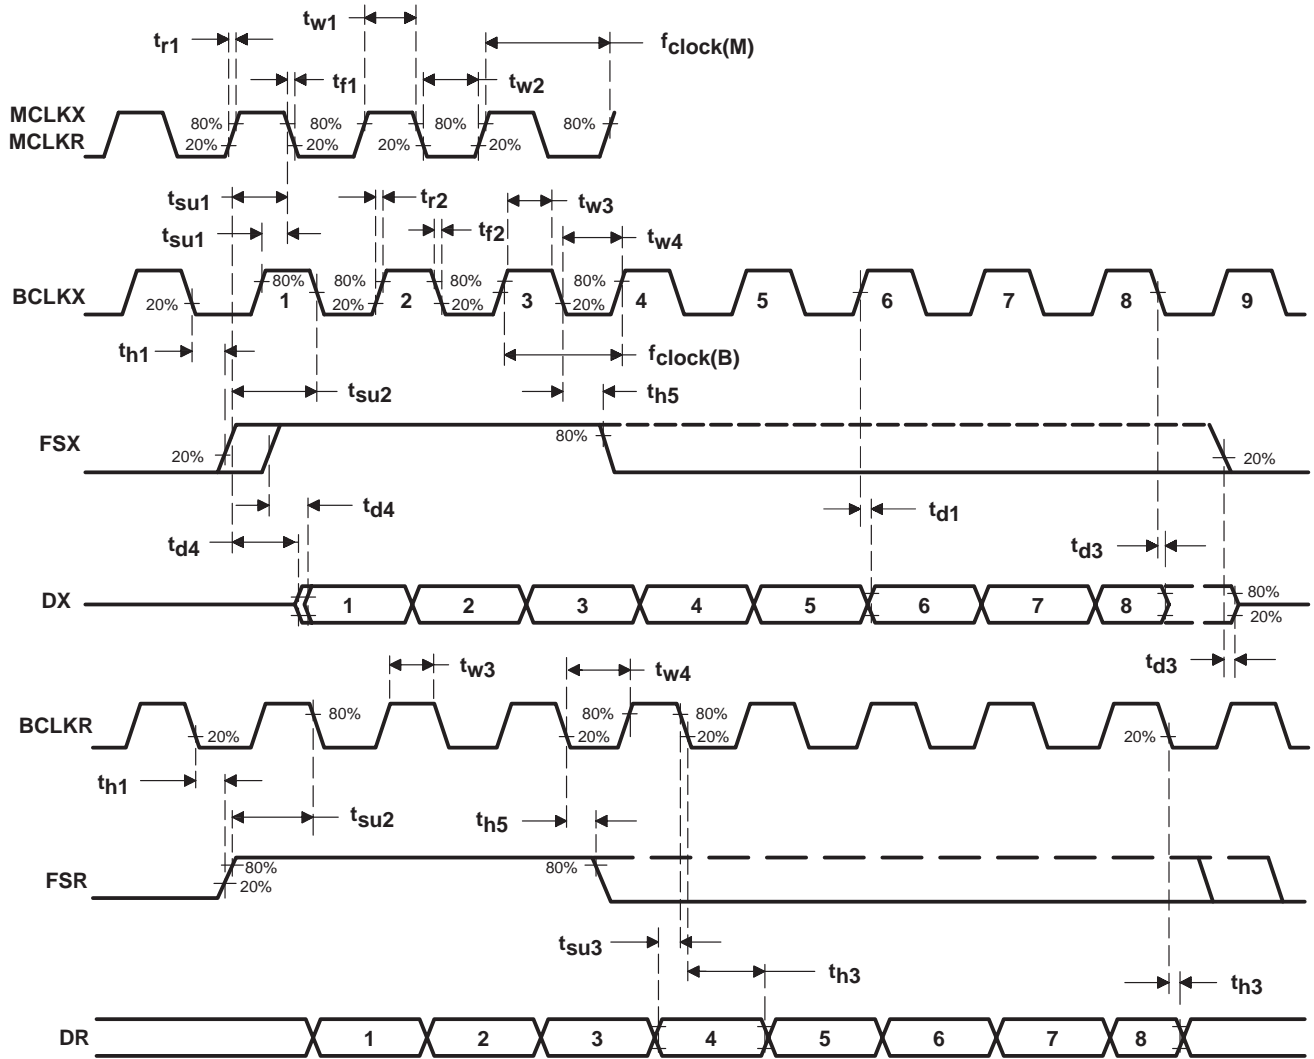 tw1
tr1
fclock(M)
tf1
tw2
MCLKX
MCLKR
80% 80% 80% 80%
20% 20% 20% 20% 20%
tsu1
tr2
tw3
tsu1
tf2
tw4
BCLKX
20% 80% 80% 20% 80% 20% 80% 20%
1 2 3 4 5 6 7 8 9
th1
fclock(B)
tsu2
th5
FSX
20% 80% 20%
td4
td1
td4
td3
DX
1 2 3 4 5 6 7 8
80%
20%
tw3
tw4
td3
BCLKR
20% 80% 80% 20% 80% 20% 20%
th1
tsu2
th5
FSR
80%
20%
80%
tsu3
th3
th3
DR
1 2 3 4 5 6 7 8